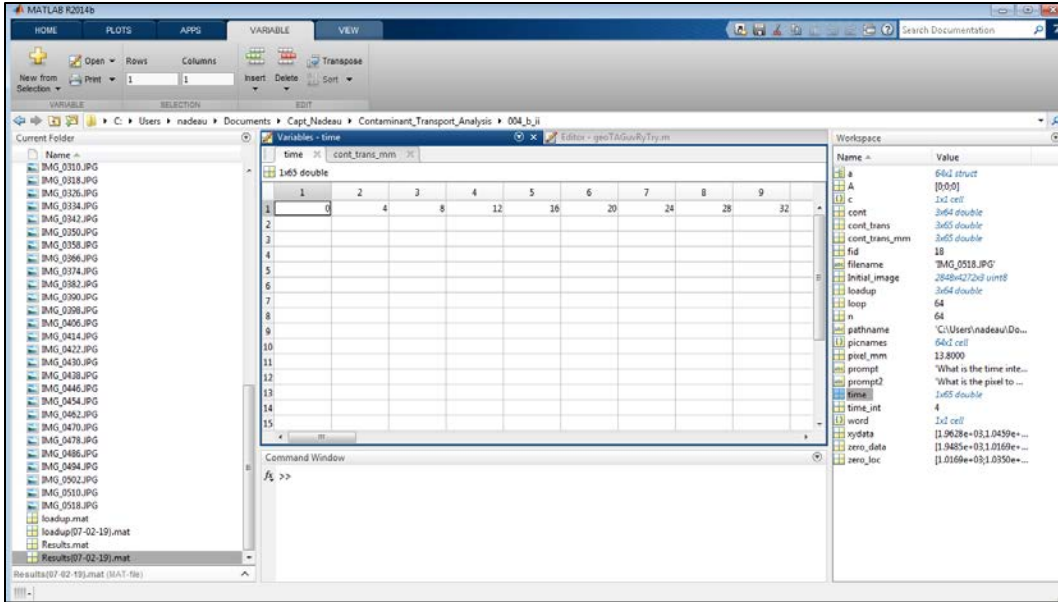 MATLAB R2014b
HOME PLOTS APPS VARIABLE VIEW
Search Documentation
New from Selection
Open
Print
Rows Columns
1 1
Insert Delete
Transpose
Sort
VARIABLE SELECTION EDIT
C: Users nadeau Documents Capt_Nadeau Contaminant_Transport_Analysis 004_b_ii
Current Folder
Name
IMG_0310.JPG
IMG_0318.JPG
IMG_0326.JPG
IMG_0334.JPG
IMG_0342.JPG
IMG_0350.JPG
IMG_0358.JPG
IMG_0366.JPG
IMG_0374.JPG
IMG_0382.JPG
IMG_0390.JPG
IMG_0398.JPG
IMG_0406.JPG
IMG_0414.JPG
IMG_0422.JPG
IMG_0430.JPG
IMG_0438.JPG
IMG_0446.JPG
IMG_0454.JPG
IMG_0462.JPG
IMG_0470.JPG
IMG_0478.JPG
IMG_0486.JPG
IMG_0494.JPG
IMG_0502.JPG
IMG_0510.JPG
IMG_0518.JPG
loadup.mat
loadup(07-02-19).mat
Results.mat
Results(07-02-19).mat
Results(07-02-19).mat (MAT-file)
Variables - time
Editor - geoTAGuvRyTry.m
time cont_trans_mm
1x65 double
1 2 3 4 5 6 7 8 9
1 0 4 8 12 16 20 24 28 32
2
3
4
5
6
7
8
9
10
11
12
13
14
15
Command Window
fx >>
Workspace
Name Value
a 64x1 struct
A [0;0;0]
c 1x1 cell
cont 3x64 double
cont_trans 3x65 double
cont_trans_mm 3x65 double
fid 18
filename 'IMG_0518.JPG'
Initial_image 2848x4272x3 uint8
loadup 3x64 double
loop 64
n 64
pathname 'C:\Users\nadeau\Do...
picnames 64x1 cell
pixel_mm 13.8000
prompt 'What is the time inte...
prompt2 'What is the pixel to ...
time 1x65 double
time_int 4
word 1x1 cell
xydata [1.9628e+03,1.0459e+...
zero_data [1.9485e+03,1.0169e+...
zero_loc [1.0169e+03;1.0350e+...